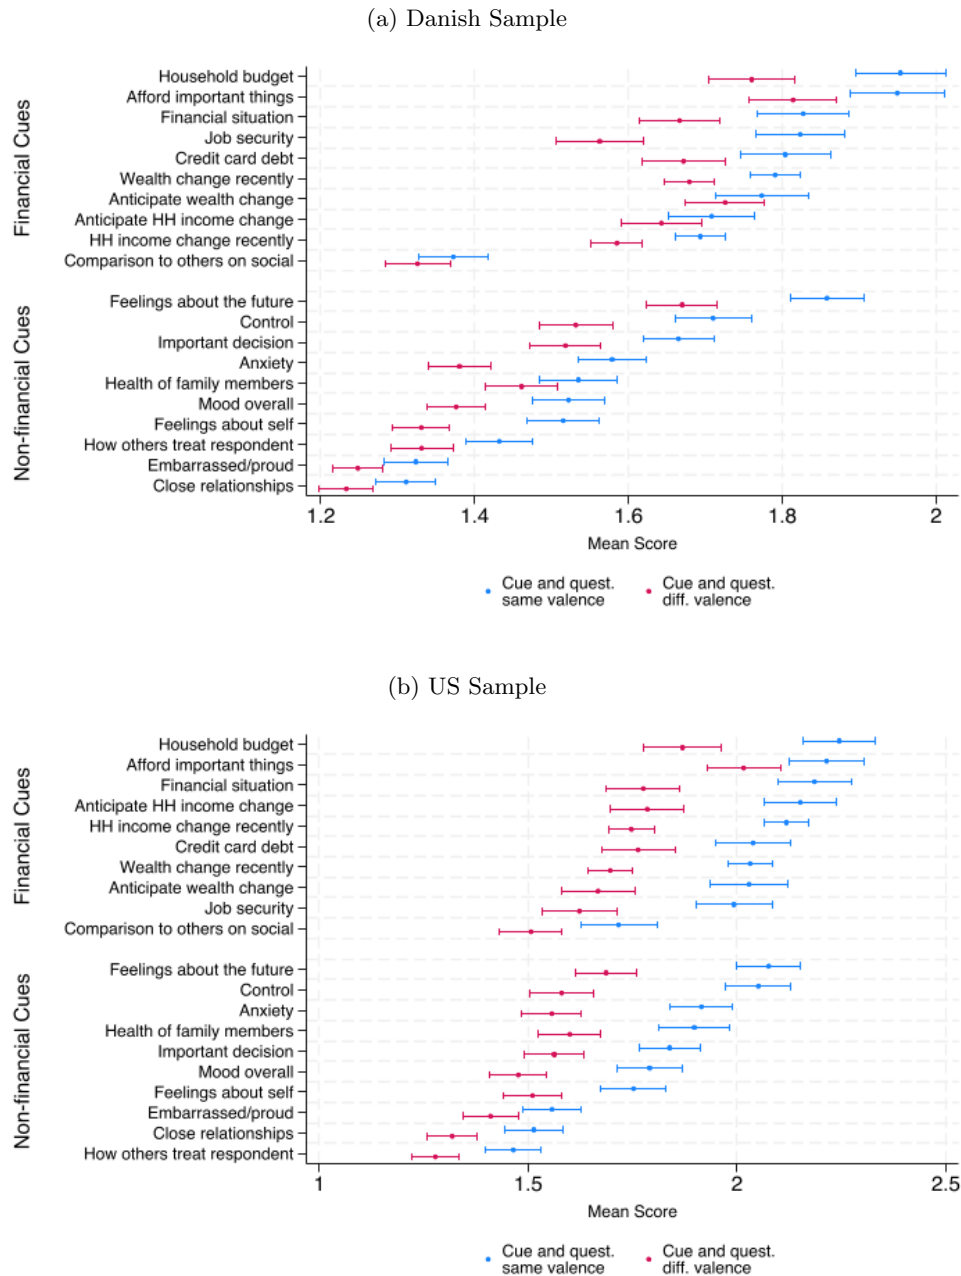 (a) Danish Sample
Financial Cues
Household budget
Afford important things
Financial situation
Job security
Credit card debt
Wealth change recently
Anticipate wealth change
Anticipate HH income change
HH income change recently
Comparison to others on social
Non-financial Cues
Feelings about the future
Control
Important decision
Anxiety
Health of family members
Mood overall
Feelings about self
How others treat respondent
Embarrassed/proud
Close relationships
1.2 1.4 1.6 1.8 2
Mean Score
Cue and quest.
same valence
Cue and quest.
diff. valence
(b) US Sample
Financial Cues
Household budget
Afford important things
Financial situation
Anticipate HH income change
HH income change recently
Credit card debt
Wealth change recently
Anticipate wealth change
Job security
Comparison to others on social
Non-financial Cues
Feelings about the future
Control
Anxiety
Health of family members
Important decision
Mood overall
Feelings about self
Embarrassed/proud
Close relationships
How others treat respondent
1 1.5 2 2.5
Mean Score
Cue and quest.
same valence
Cue and quest.
diff. valence